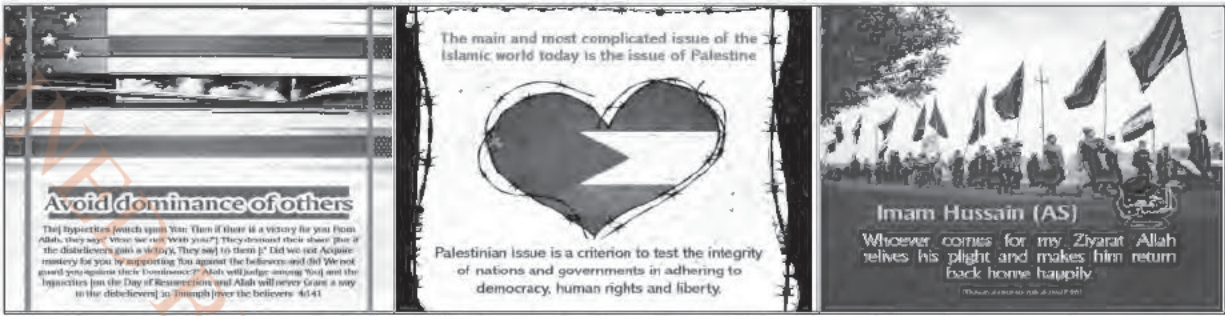 Avoid dominance of others
The[ hypocrites [watch upon You: Then if there is a victory for you From
Allah, they say:" Were we not With you?"] They demand their share [but if
the disbelievers gain a victory, They say] to them [:" Did we not Acquire
mastery for you by supporting You against the believers and did We not
guard you against their Dominance?" Allah will judge among You] and the
hypocrites [on the Day of Resurrection and Allah will never Grant a way
to the disbelievers] to Triumph [over the believers 4/141
The main and most complicated issue of the
Islamic world today is the issue of Palestine
Palestinian issue is a criterion to test the integrity
of nations and governments in adhering to
democracy, human rights and liberty.
Imam Hussain (AS)
Whoever comes for my Ziyarat Allah
relives his plight and makes him return
back home happily.